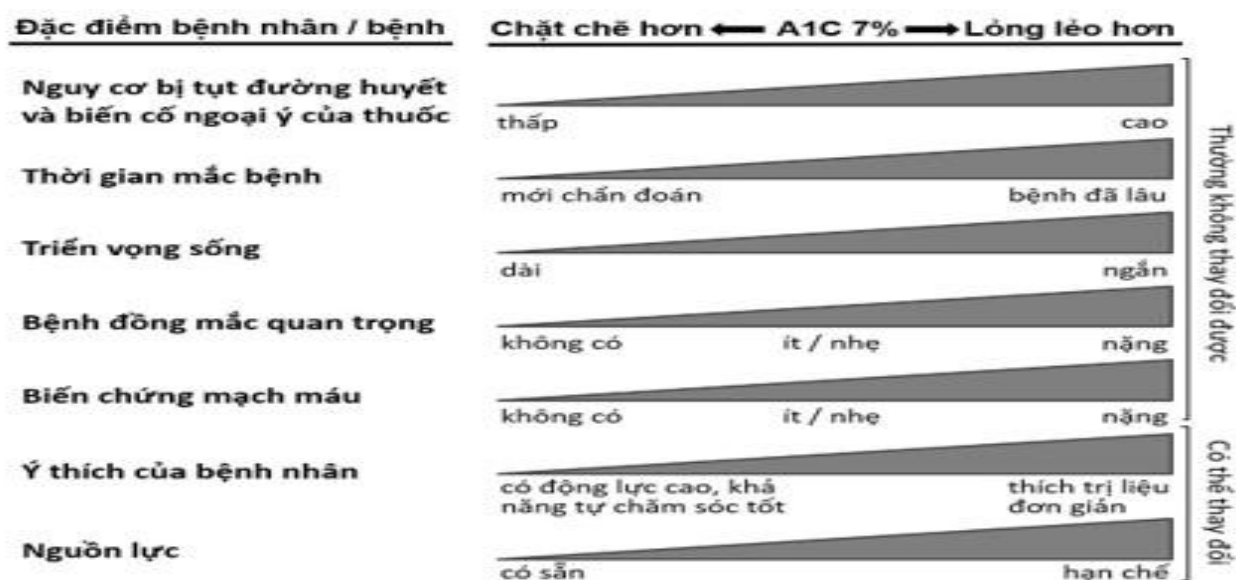 Đặc điểm bệnh nhân / bệnh
Chặt chẽ hơn ← A1C 7% → Lỏng lẻo hơn
Nguy cơ bị tụt đường huyết
và biến cố ngoại ý của thuốc
thấp
cao
Thời gian mắc bệnh
mới chẩn đoán
bệnh đã lâu
Triển vọng sống
dài
ngắn
Bệnh đồng mắc quan trọng
không có
ít / nhẹ
nặng
Biến chứng mạch máu
không có
ít / nhẹ
nặng
Thường không thay đổi được
Ý thích của bệnh nhân
có động lực cao, khả
năng tự chăm sóc tốt
thích trị liệu
đơn giản
Nguồn lực
có sẵn
hạn chế
Có thể thay đổi